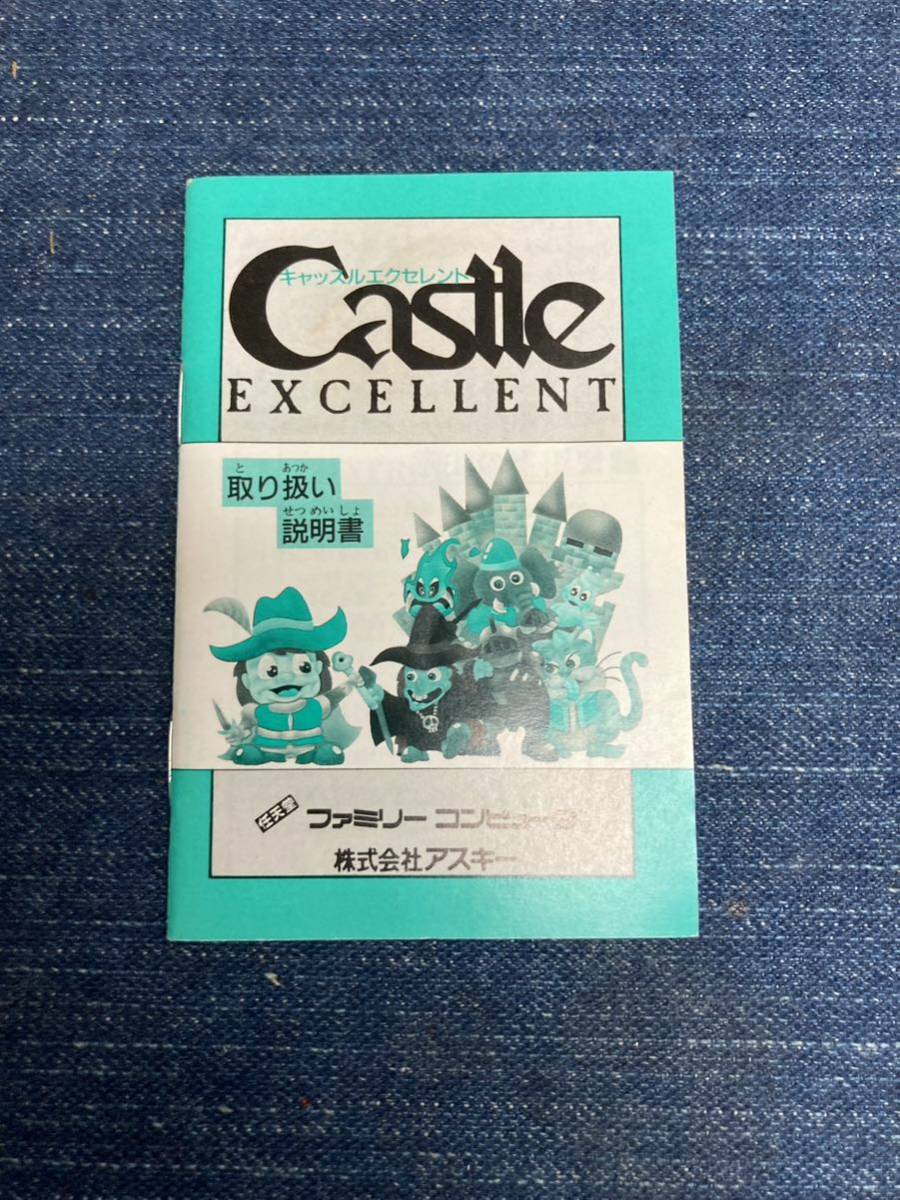 キャッスルエクセレント
Castle
EXCELLENT
と あつか
取り扱い
せつ めい しょ
説明書
任天堂 ファミリー コンピュータ
株式会社アスキー